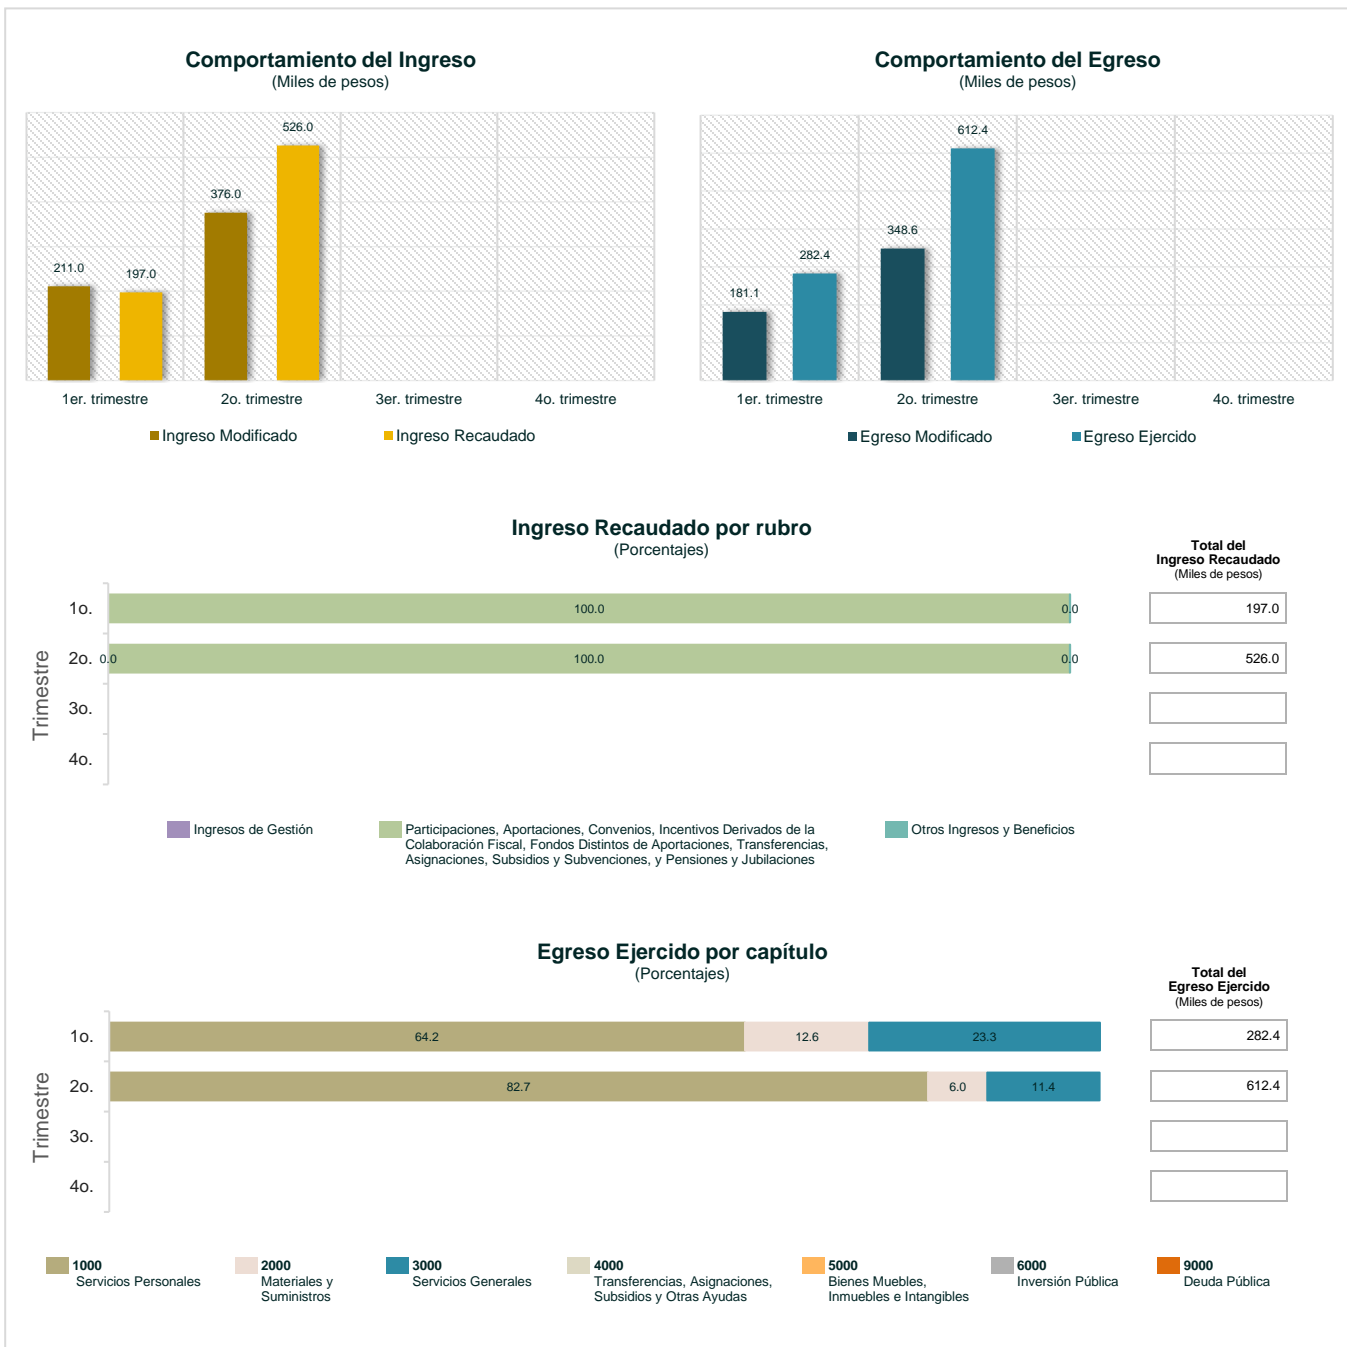 Comportamiento del Ingreso
(Miles de pesos)
526.0
376.0
211.0
197.0
1er. trimestre
2o. trimestre
3er. trimestre
4o. trimestre
Ingreso Modificado
Ingreso Recaudado
Comportamiento del Egreso
(Miles de pesos)
612.4
348.6
282.4
181.1
1er. trimestre
2o. trimestre
3er. trimestre
4o. trimestre
Egreso Modificado
Egreso Ejercido
Ingreso Recaudado por rubro
(Porcentajes)
Total del
Ingreso Recaudado
(Miles de pesos)
Trimestre
1o.
100.0
0.0
197.0
2o.
0.0
100.0
0.0
526.0
3o.
4o.
Ingresos de Gestión
Participaciones, Aportaciones, Convenios, Incentivos Derivados de la
Colaboración Fiscal, Fondos Distintos de Aportaciones, Transferencias,
Asignaciones, Subsidios y Subvenciones, y Pensiones y Jubilaciones
Otros Ingresos y Beneficios
Egreso Ejercido por capítulo
(Porcentajes)
Total del
Egreso Ejercido
(Miles de pesos)
Trimestre
1o.
64.2
12.6
23.3
282.4
2o.
82.7
6.0
11.4
612.4
3o.
4o.
1000
Servicios Personales
2000
Materiales y
Suministros
3000
Servicios Generales
4000
Transferencias, Asignaciones,
Subsidios y Otras Ayudas
5000
Bienes Muebles,
Inmuebles e Intangibles
6000
Inversión Pública
9000
Deuda Pública